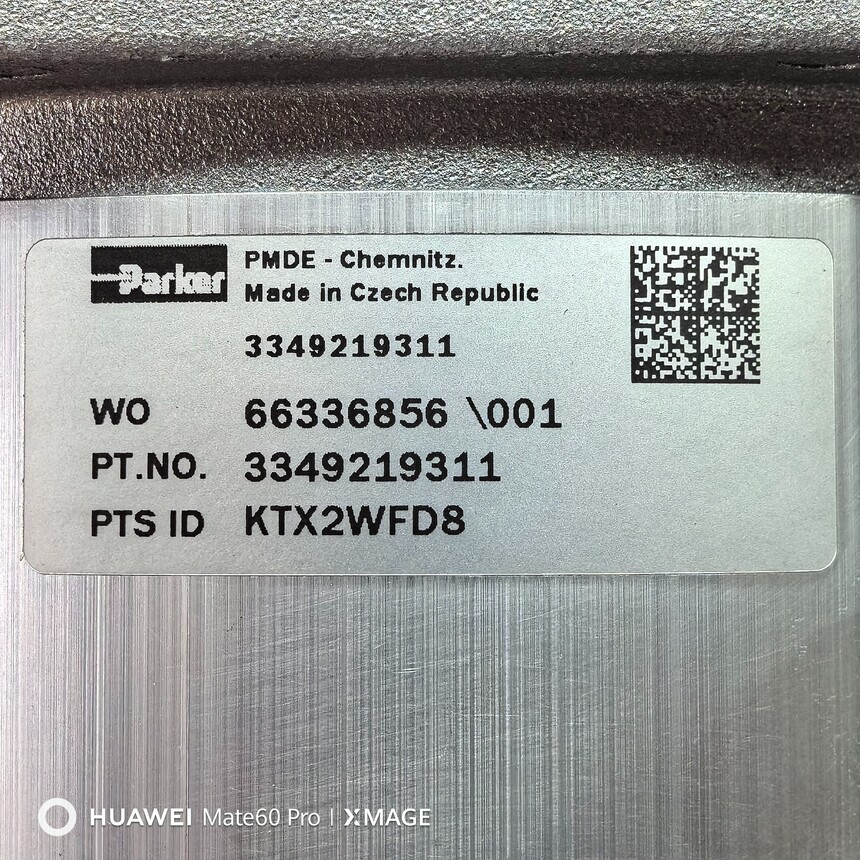 Parker
PMDE - Chemnitz.
Made in Czech Republic
3349219311
WO 66336856 \001
PT.NO. 3349219311
PTS ID KTX2WFD8
HUAWEI Mate60 Pro | XMAGE